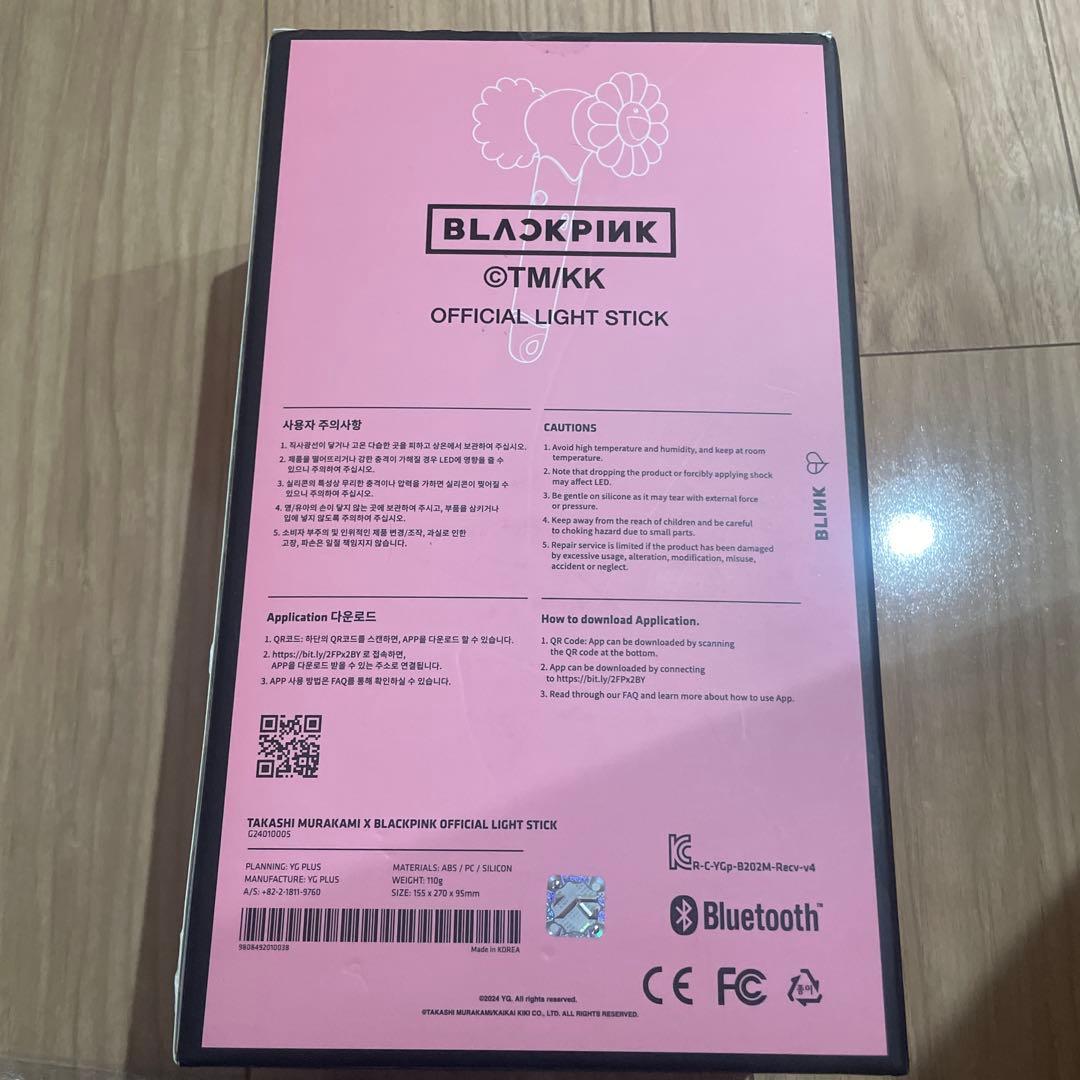 BLACKPINK
©TM/KK
OFFICIAL LIGHT STICK
사용자 주의사항
1. 직사광선이 닿거나 고온 다습한 곳을 피하고 상온에서 보관하여 주십시오.
2. 제품을 떨어뜨리거나 강한 충격이 가해질 경우 LED에 영향을 줄 수
있으니 주의하여 주십시오.
3. 실리콘의 특성상 무리한 충격이나 압력을 가하면 실리콘이 찢어질 수
있으니 주의하여 주십시오.
4. 영/유아의 손이 닿지 않는 곳에 보관하여 주시고, 부품을 삼키거나
입에 넣지 않도록 주의하여 주십시오.
5. 소비자 부주의 및 인위적인 제품 변경/조작, 과실로 인한
고장, 파손은 일절 책임지지 않습니다.
CAUTIONS
1. Avoid high temperature and humidity, and keep at room
temperature.
2. Note that dropping the product or forcibly applying shock
may affect LED.
3. Be gentle on silicone as it may tear with external force
or pressure.
4. Keep away from the reach of children and be careful
to choking hazard due to small parts.
5. Repair service is limited if the product has been damaged
by excessive usage, alteration, modification, misuse,
accident or neglect.
BLINK
Application 다운로드
1. QR코드: 하단의 QR코드를 스캔하면, APP을 다운로드 할 수 있습니다.
2. https://bit.ly/2FPx2BY 로 접속하면,
APP을 다운로드 받을 수 있는 주소로 연결됩니다.
3. APP 사용 방법은 FAQ를 통해 확인하실 수 있습니다.
How to download Application.
1. QR Code: App can be downloaded by scanning
the QR code at the bottom.
2. App can be downloaded by connecting
to https://bit.ly/2FPx2BY
3. Read through our FAQ and learn more about how to use App.
TAKASHI MURAKAMI X BLACKPINK OFFICIAL LIGHT STICK
G24010005
PLANNING: YG PLUS
MANUFACTURE: YG PLUS
A/S: +82-2-1811-9760
MATERIALS: ABS / PC / SILICON
WEIGHT: 110g
SIZE: 155 x 270 x 95mm
9808492010038
Made in KOREA
R-C-YGp-B202M-Recv-v4
Bluetooth™
CE FC 종이
©2024 YG. All rights reserved.
©TAKASHI MURAKAMI/KAIKAI KIKI CO., LTD. ALL RIGHTS RESERVED.